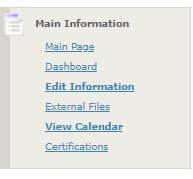 Main Information
Main Page
Dashboard
Edit Information
External Files
View Calendar
Certifications